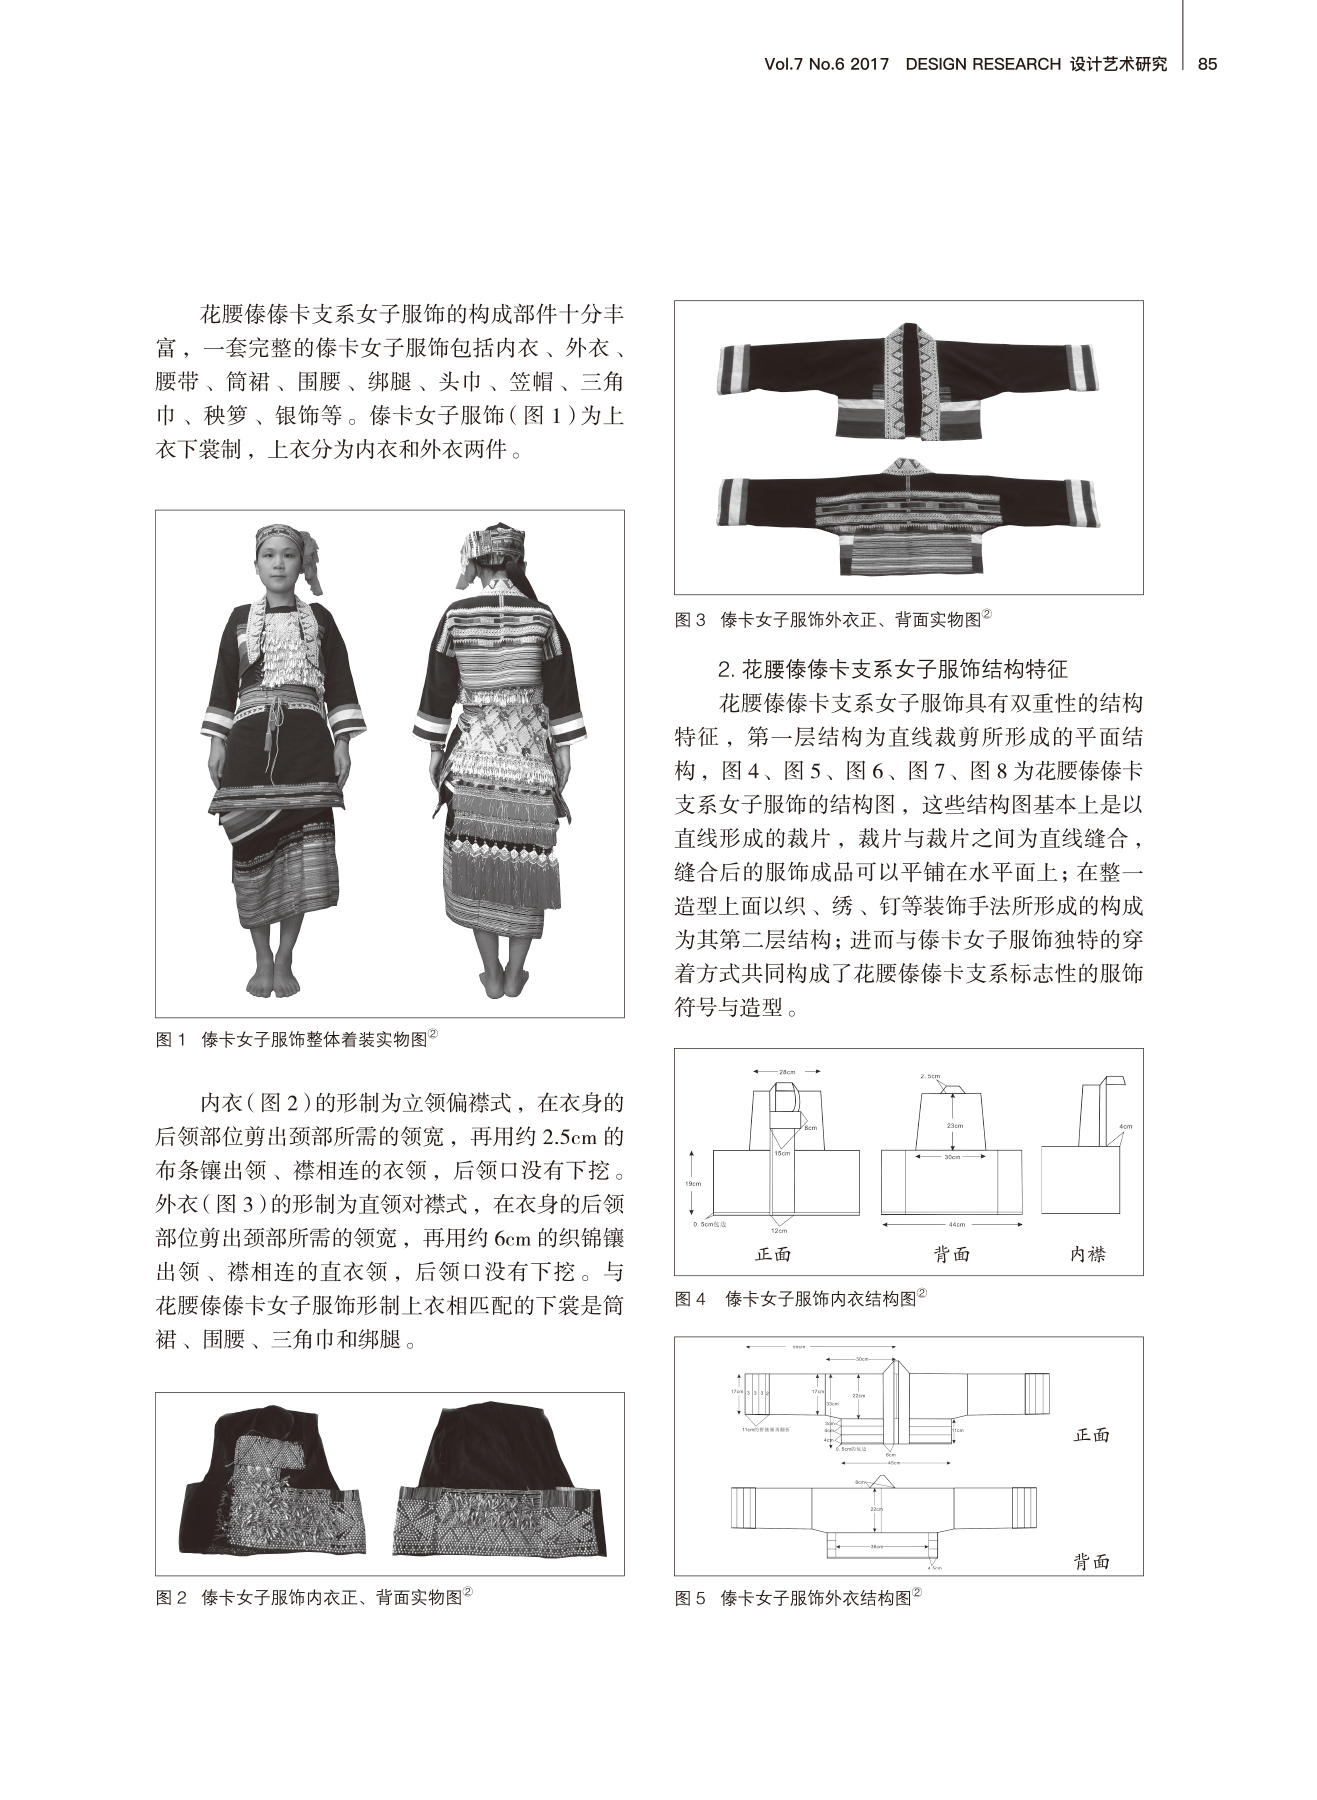 Vol.7 No.6 2017 DESIGN RESEARCH 设计艺术研究 85
花腰傣傣卡支系女子服饰的构成部件十分丰
富，一套完整的傣卡女子服饰包括内衣、外衣、
腰带、筒裙、围腰、绑腿、头巾、笠帽、三角
巾、秧箩、银饰等。傣卡女子服饰（图1）为上
衣下裳制，上衣分为内衣和外衣两件。
图1 傣卡女子服饰整体着装实物图②
内衣（图2）的形制为立领偏襟式，在衣身的
后领部位剪出颈部所需的领宽，再用约2.5cm的
布条镶出领、襟相连的衣领，后领口没有下挖。
外衣（图3）的形制为直领对襟式，在衣身的后领
部位剪出颈部所需的领宽，再用约6cm的织锦镶
出领、襟相连的直衣领，后领口没有下挖。与
花腰傣傣卡女子服饰形制上衣相匹配的下裳是筒
裙、围腰、三角巾和绑腿。
图2 傣卡女子服饰内衣正、背面实物图②
图3 傣卡女子服饰外衣正、背面实物图②
2. 花腰傣傣卡支系女子服饰结构特征
花腰傣傣卡支系女子服饰具有双重性的结构
特征，第一层结构为直线裁剪所形成的平面结
构，图4、图5、图6、图7、图8为花腰傣傣卡
支系女子服饰的结构图，这些结构图基本上是以
直线形成的裁片，裁片与裁片之间为直线缝合，
缝合后的服饰成品可以平铺在水平面上；在整一
造型上面以织、绣、钉等装饰手法所形成的构成
为其第二层结构；进而与傣卡女子服饰独特的穿
着方式共同构成了花腰傣傣卡支系标志性的服饰
符号与造型。
28cm
8cm
15cm
19cm
0.5cm包边
12cm
正面
2.5cm
23cm
30cm
44cm
背面
4cm
内襟
图4 傣卡女子服饰内衣结构图②
30cm
17cm
3 3 3 2
17cm
22cm
33cm
4cm
11cm
0.5cm的包边
6cm
45cm
正面
8cm
22cm
38cm
4.5cm
背面
图5 傣卡女子服饰外衣结构图②